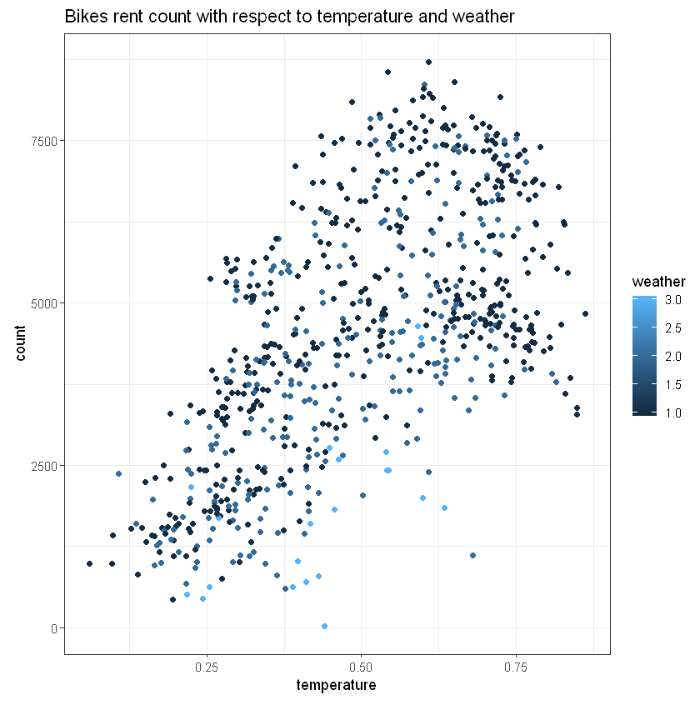 Bikes rent count with respect to temperature and weather
7500
5000
2500
0
count
0.25 0.50 0.75
temperature
weather
3.0
2.5
2.0
1.5
1.0